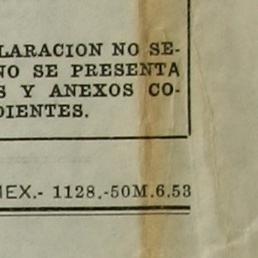 LARACION NO SE-
NO SE PRESENTA
S Y ANEXOS CO-
DIENTES.
MEX.- 1128,-50M.6,53